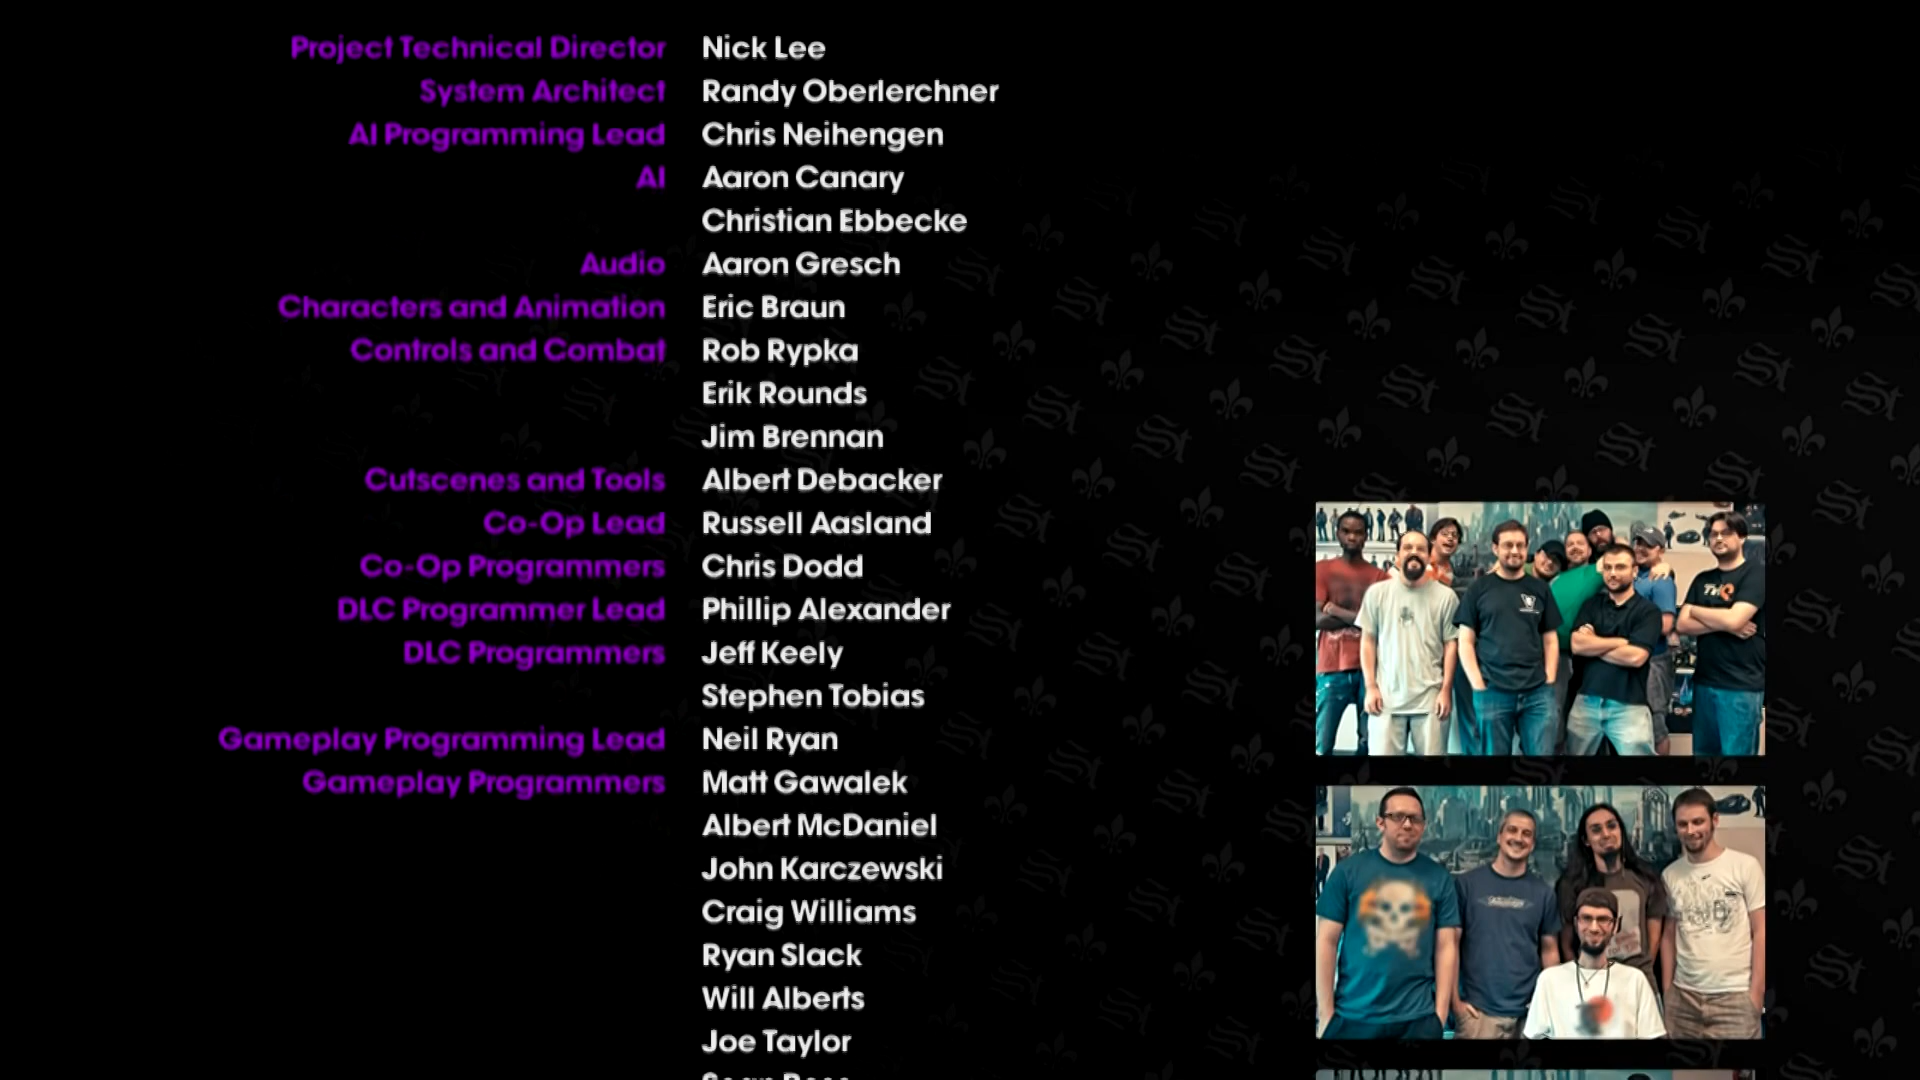 Project Technical Director Nick Lee
System Architect Randy Oberlerchner
AI Programming Lead Chris Neihengen
AI Aaron Canary
Christian Ebbecke
Audio Aaron Gresch
Characters and Animation Eric Braun
Controls and Combat Rob Rypka
Erik Rounds
Jim Brennan
Cutscenes and Tools Albert Debacker
Co-Op Lead Russell Aasland
Co-Op Programmers Chris Dodd
DLC Programmer Lead Phillip Alexander
DLC Programmers Jeff Keely
Stephen Tobias
Gameplay Programming Lead Neil Ryan
Gameplay Programmers Matt Gawalek
Albert McDaniel
John Karczewski
Craig Williams
Ryan Slack
Will Alberts
Joe Taylor
THQ